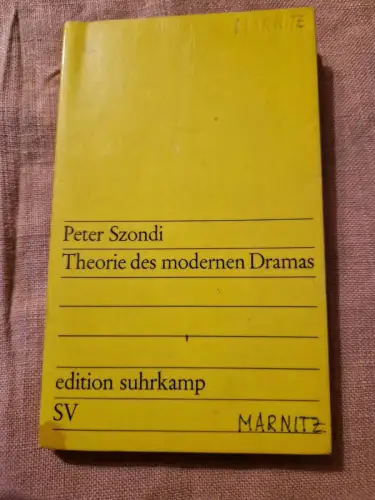 MARNITZ
Peter Szondi
Theorie des modernen Dramas
edition suhrkamp
SV
MARNITZ